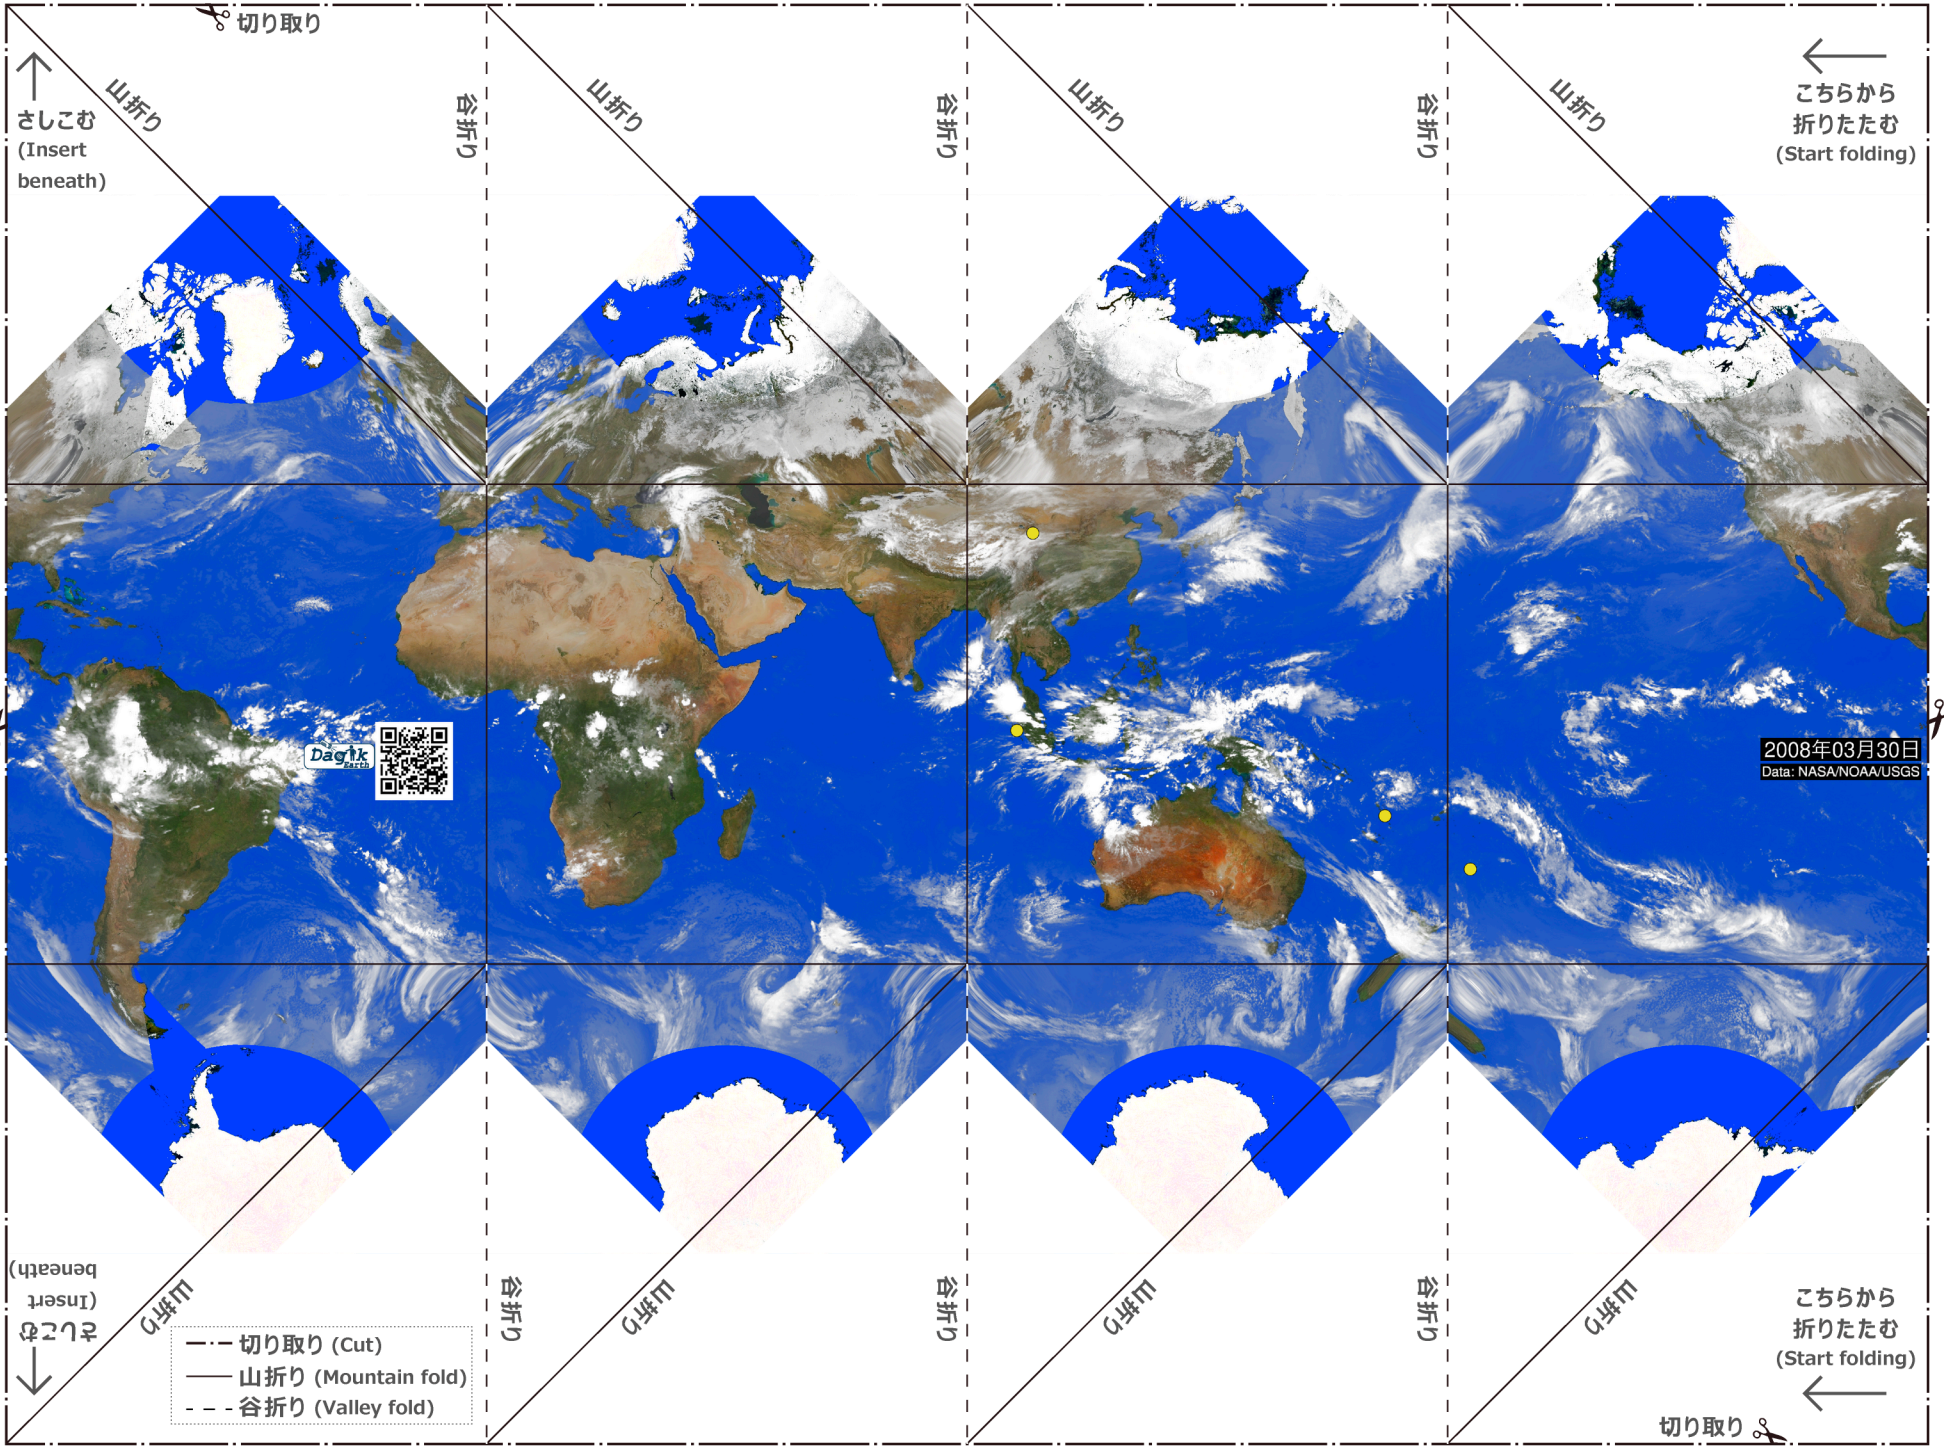 切り取り
山折り
谷折り
山折り
谷折り
山折り
谷折り
山折り
さしこむ
(Insert
beneath)
こちらから
折りたたむ
(Start folding)
Dagik
Earth
2008年03月30日
Data: NASA/NOAA/USGS
さしこむ
(Insert
beneath)
山折り
谷折り
山折り
谷折り
山折り
谷折り
山折り
切り取り (Cut)
山折り (Mountain fold)
谷折り (Valley fold)
こちらから
折りたたむ
(Start folding)
切り取り